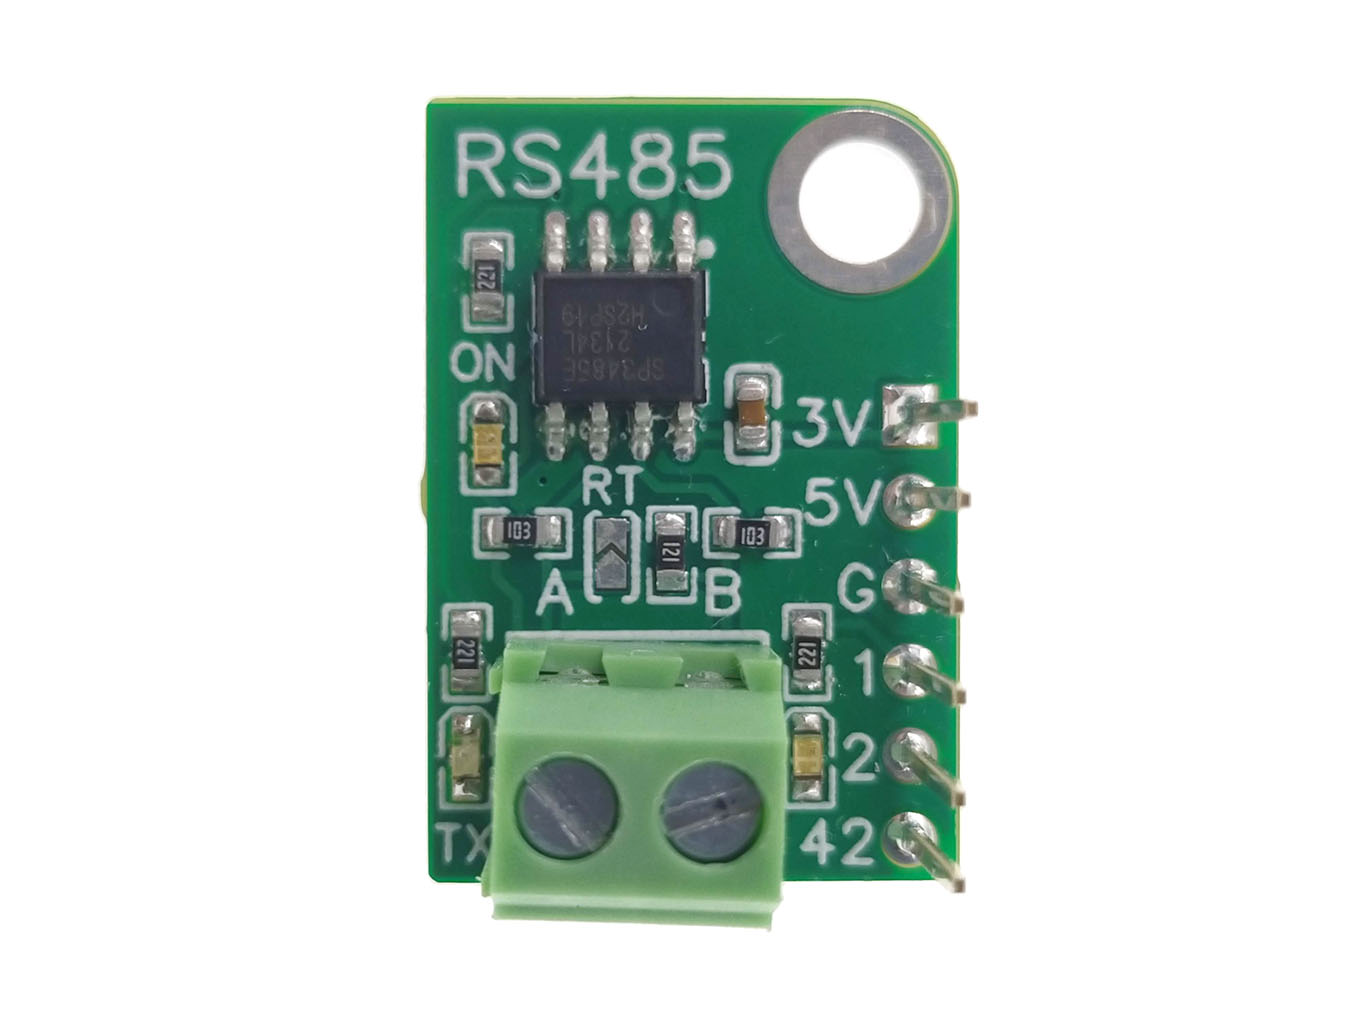 RS485
221
SP3485E
2134L
H2SP19
ON
3V
5V
RT
103
121
103
A
B
G
221
221
1
2
TX
42